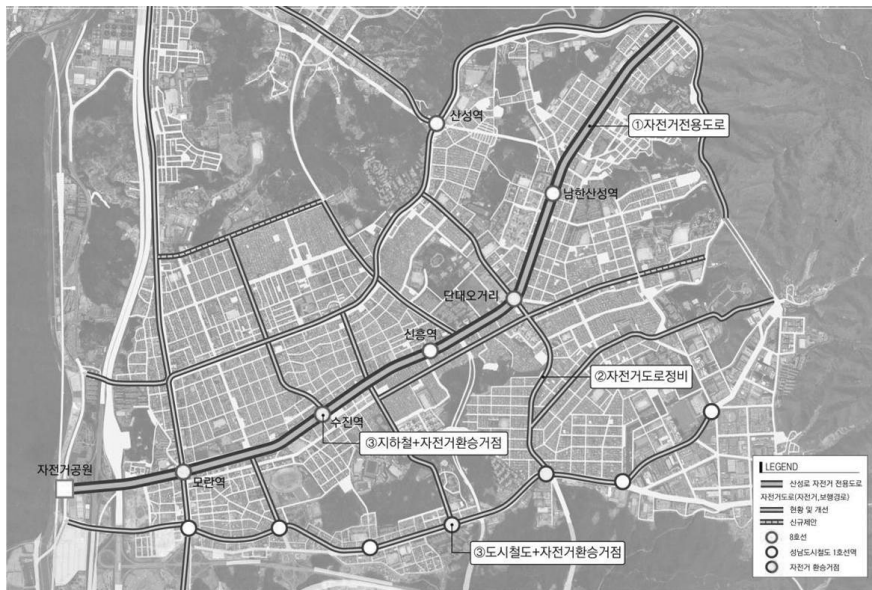 산성역
①자전거전용도로
남한산성역
단대오거리
신흥역
②자전거도로정비
수진역
③지하철+자전거환승거점
자전거공원
모란역
③도시철도+자전거환승거점
LEGEND
산성로 자전거 전용도로
자전거도로(자전거,보행경로)
현황 및 개선
신규제안
8호선
성남도시철도 1호선역
자전거 환승거점